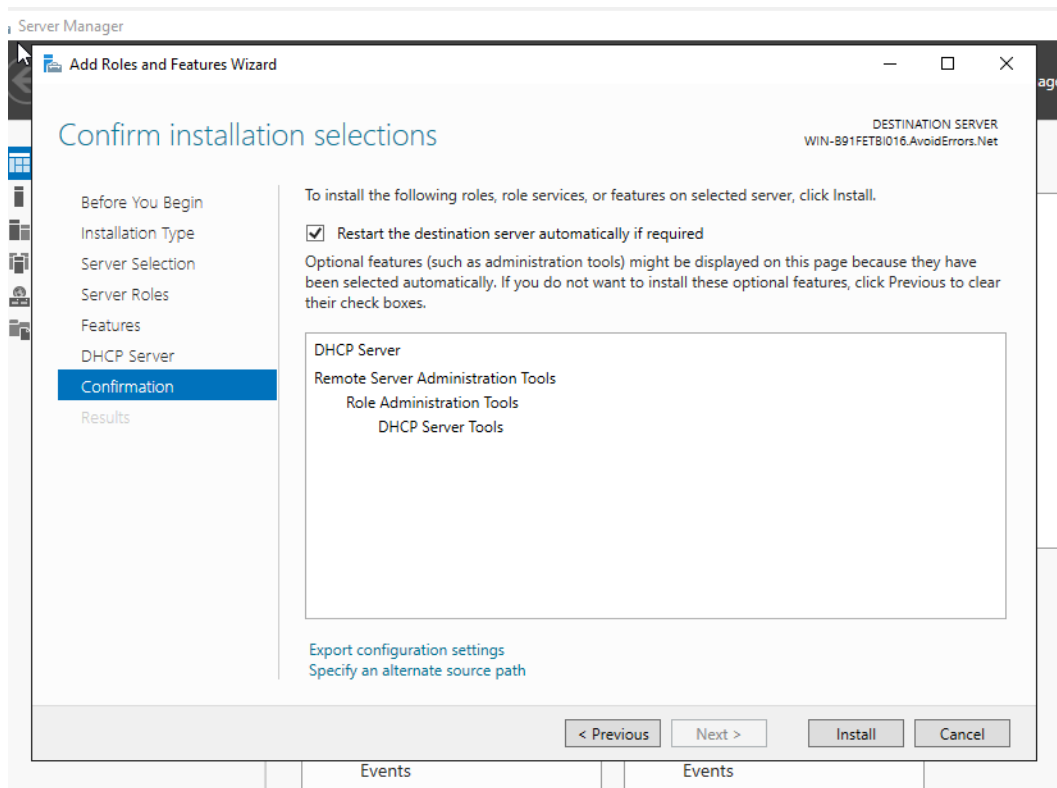 Server Manager
Add Roles and Features Wizard
Confirm installation selections
DESTINATION SERVER
WIN-B91FETBI016.AvoidErrors.Net
Before You Begin
Installation Type
Server Selection
Server Roles
Features
DHCP Server
Confirmation
Results
To install the following roles, role services, or features on selected server, click Install.
Restart the destination server automatically if required
Optional features (such as administration tools) might be displayed on this page because they have
been selected automatically. If you do not want to install these optional features, click Previous to clear
their check boxes.
DHCP Server
Remote Server Administration Tools
Role Administration Tools
DHCP Server Tools
Export configuration settings
Specify an alternate source path
< Previous
Next >
Install
Cancel
Events
Events